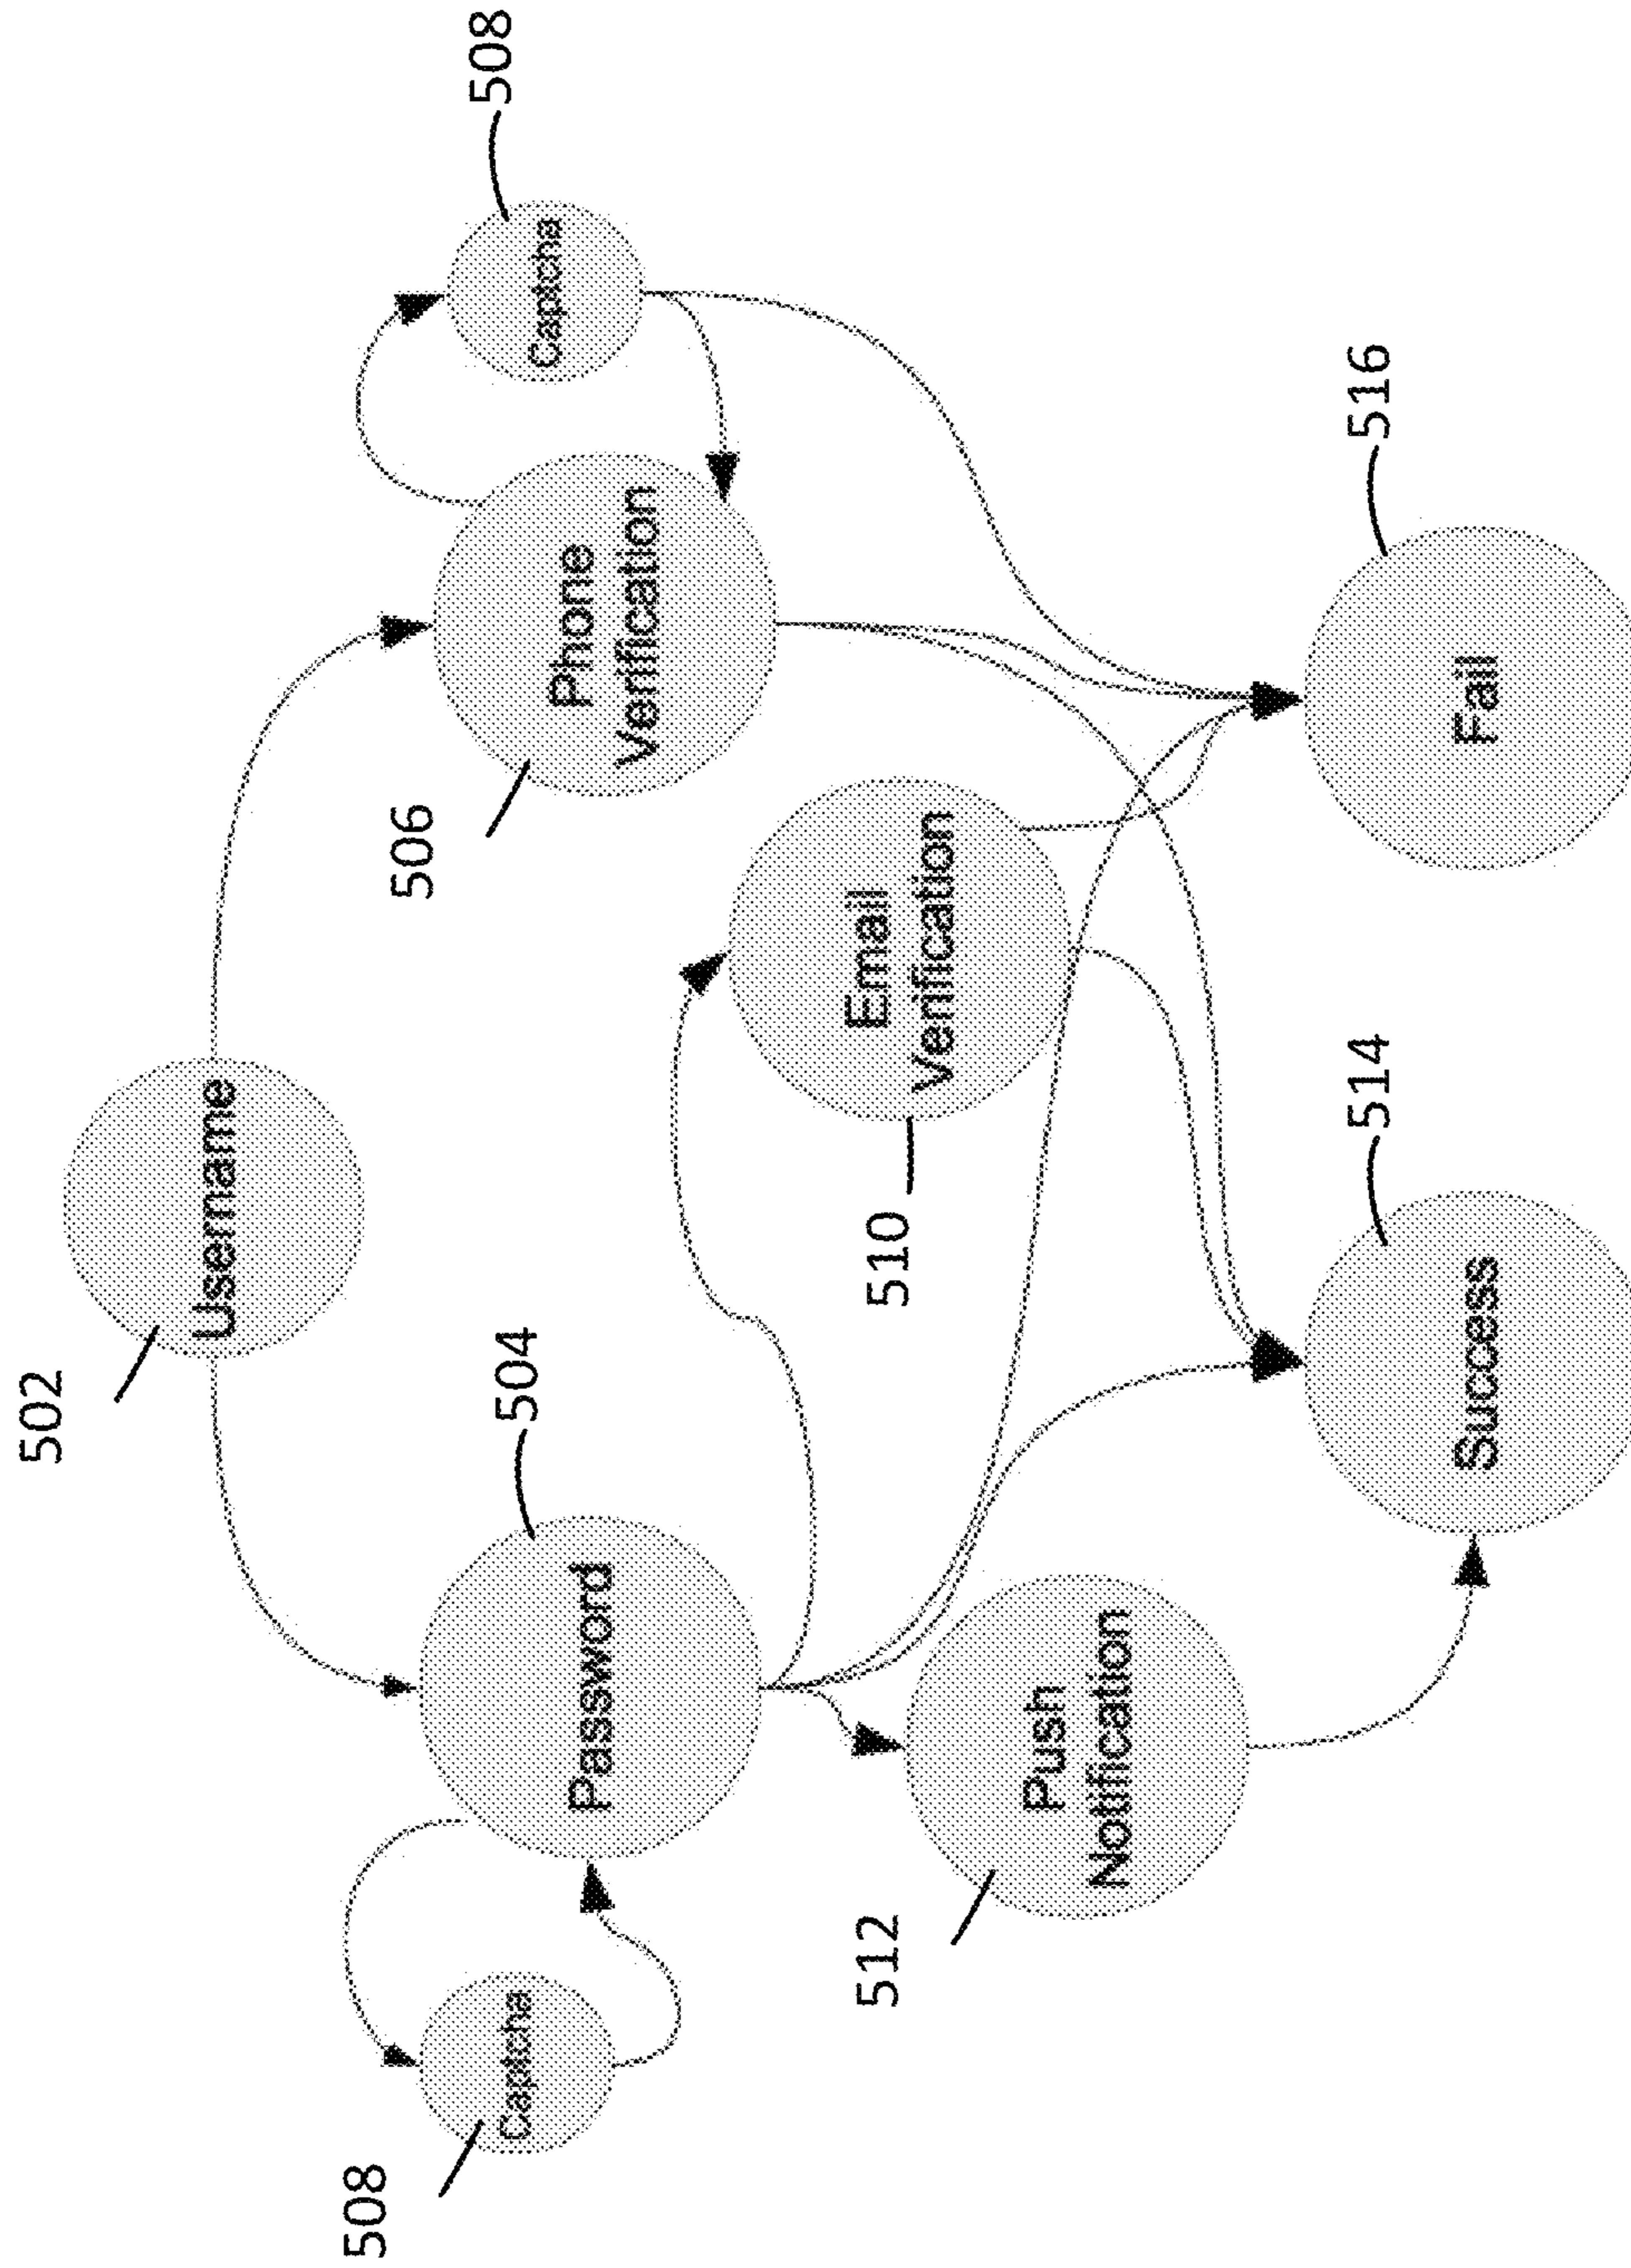 502
Username
508
Captcha
Password
504
506
Phone
Verification
Captcha
508
510
Email
Verification
512
Push
Notification
Success
514
Fail
516